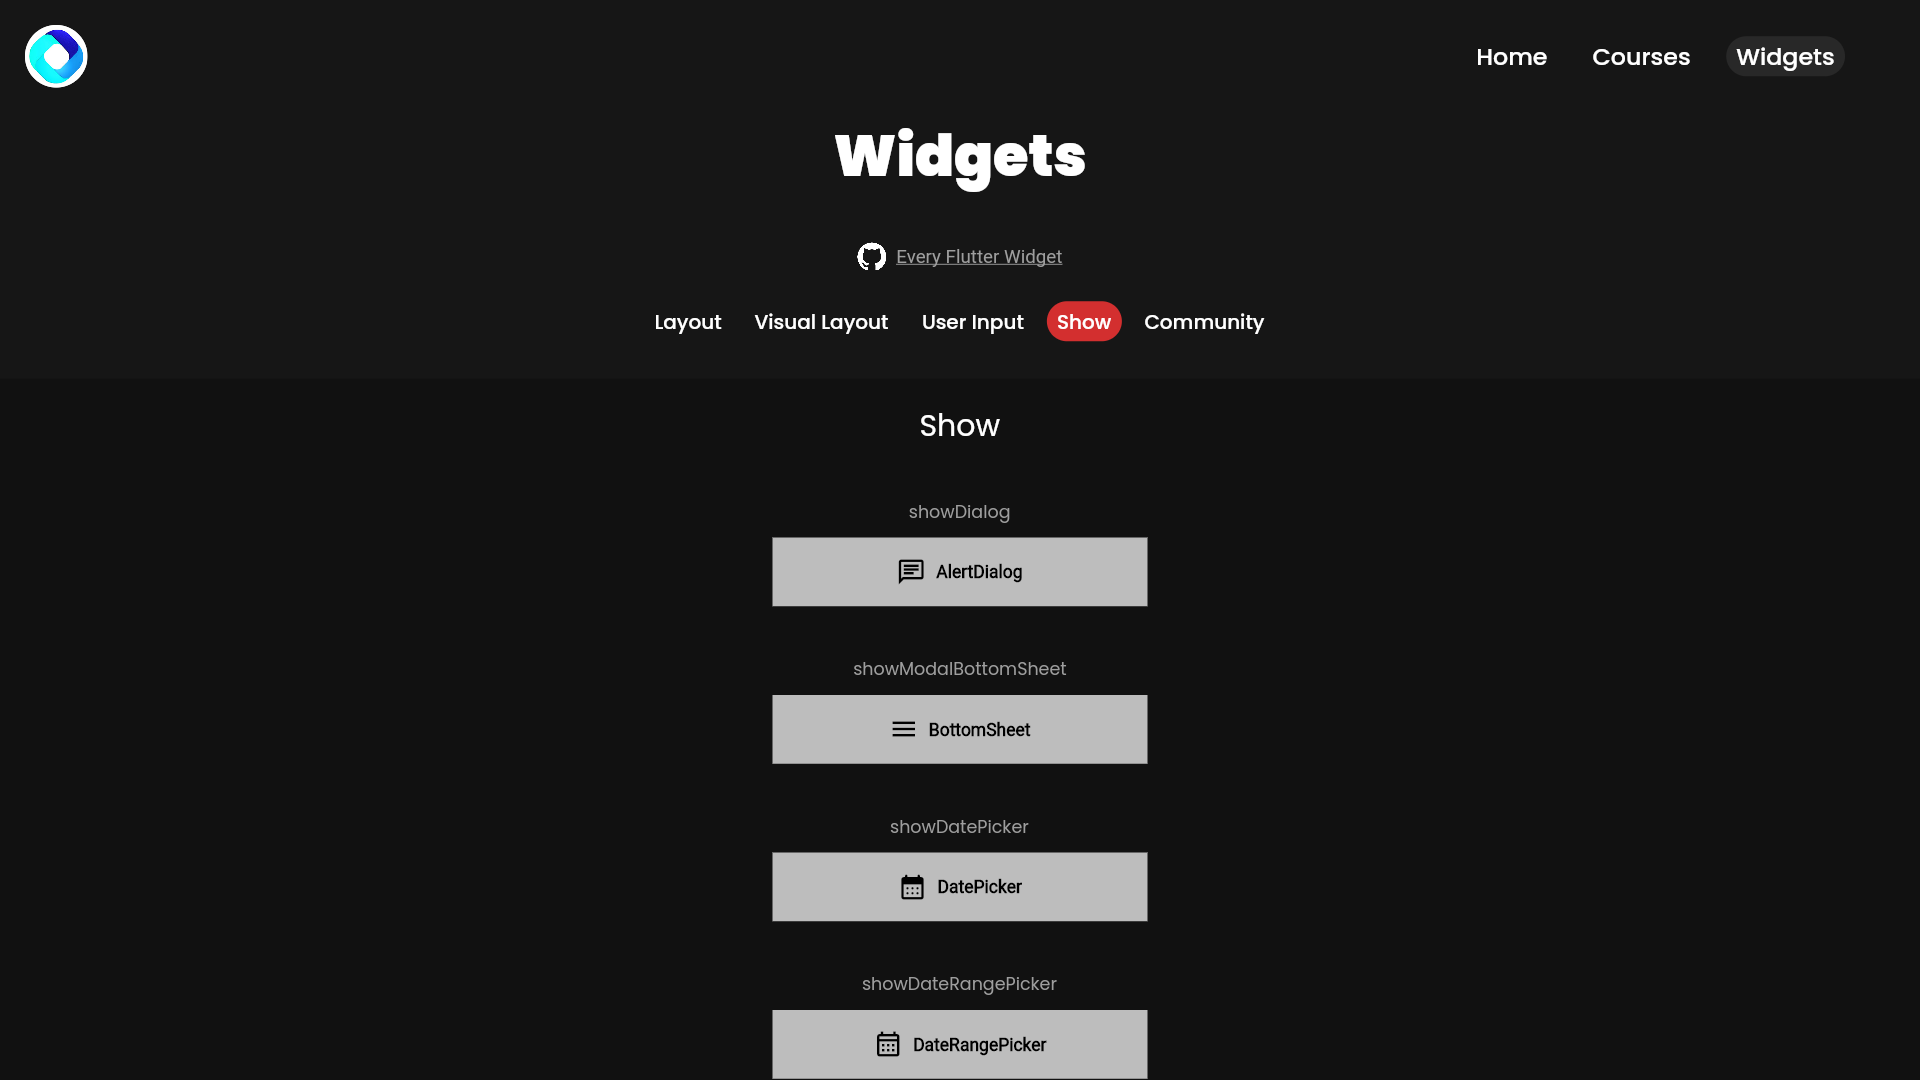 Home Courses Widgets
Widgets
Every Flutter Widget
Layout Visual Layout User Input Show Community
Show
showDialog
AlertDialog
showModalBottomSheet
BottomSheet
showDatePicker
DatePicker
showDateRangePicker
DateRangePicker